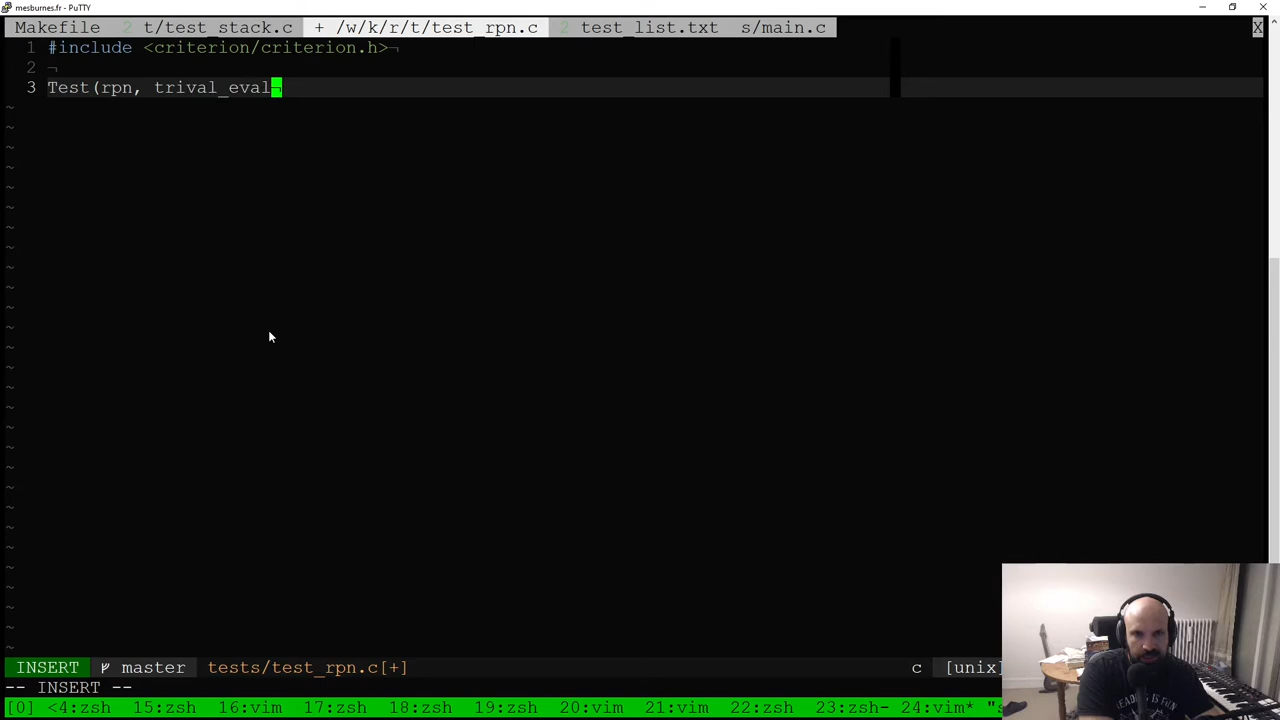 mesburnes.fr - PuTTY
Makefile 2 t/test_stack.c + /w/k/r/t/test_rpn.c 2 test_list.txt s/main.c X
1 #include <criterion/criterion.h>¬
2 ¬
3 Test(rpn, trival_eval¬
INSERT master tests/test_rpn.c[+] c [unix]
-- INSERT --
[0] <4:zsh 15:zsh 16:vim 17:zsh 18:zsh 19:zsh 20:vim 21:vim 22:zsh 23:zsh- 24:vim* "s